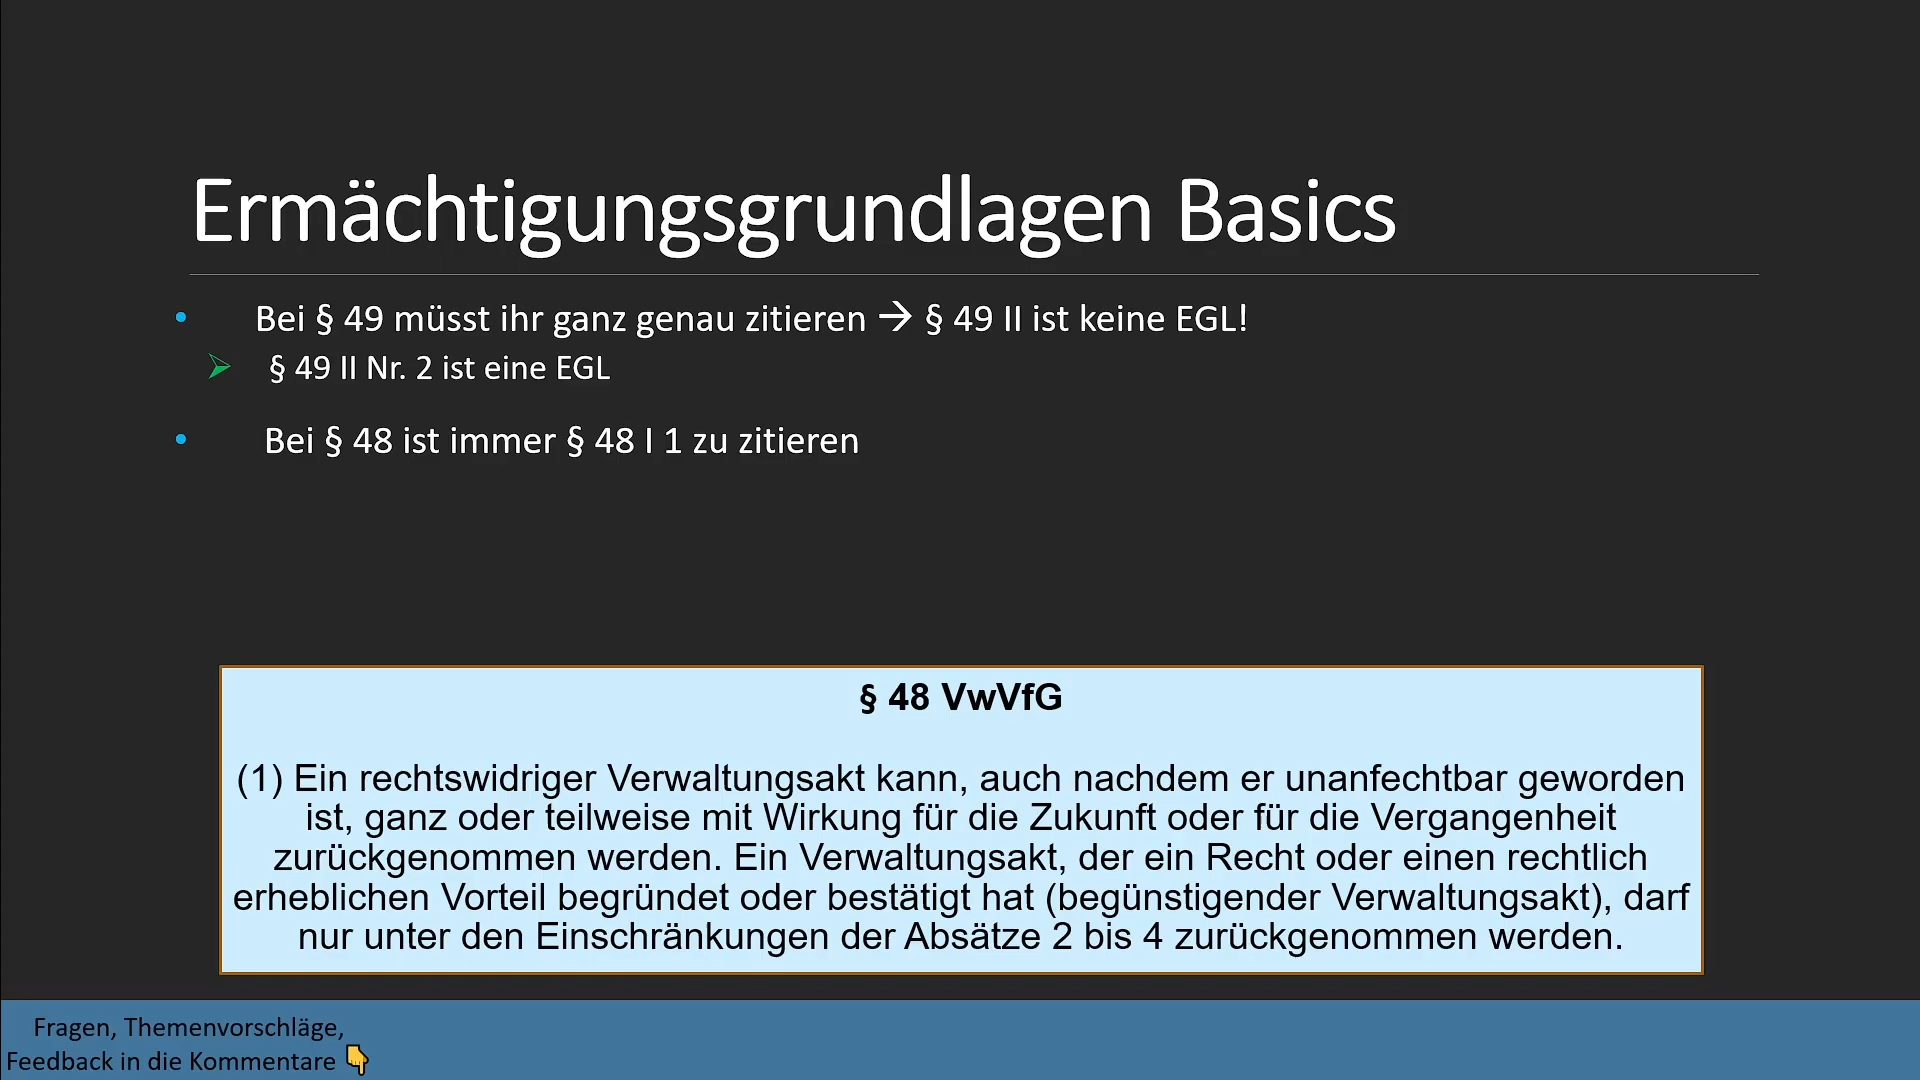 Ermächtigungsgrundlagen Basics
• Bei § 49 müsst ihr ganz genau zitieren → § 49 II ist keine EGL!
➢ § 49 II Nr. 2 ist eine EGL
• Bei § 48 ist immer § 48 I 1 zu zitieren
§ 48 VwVfG
(1) Ein rechtswidriger Verwaltungsakt kann, auch nachdem er unanfechtbar geworden
ist, ganz oder teilweise mit Wirkung für die Zukunft oder für die Vergangenheit
zurückgenommen werden. Ein Verwaltungsakt, der ein Recht oder einen rechtlich
erheblichen Vorteil begründet oder bestätigt hat (begünstigender Verwaltungsakt), darf
nur unter den Einschränkungen der Absätze 2 bis 4 zurückgenommen werden.
Fragen, Themenvorschläge,
Feedback in die Kommentare 👇